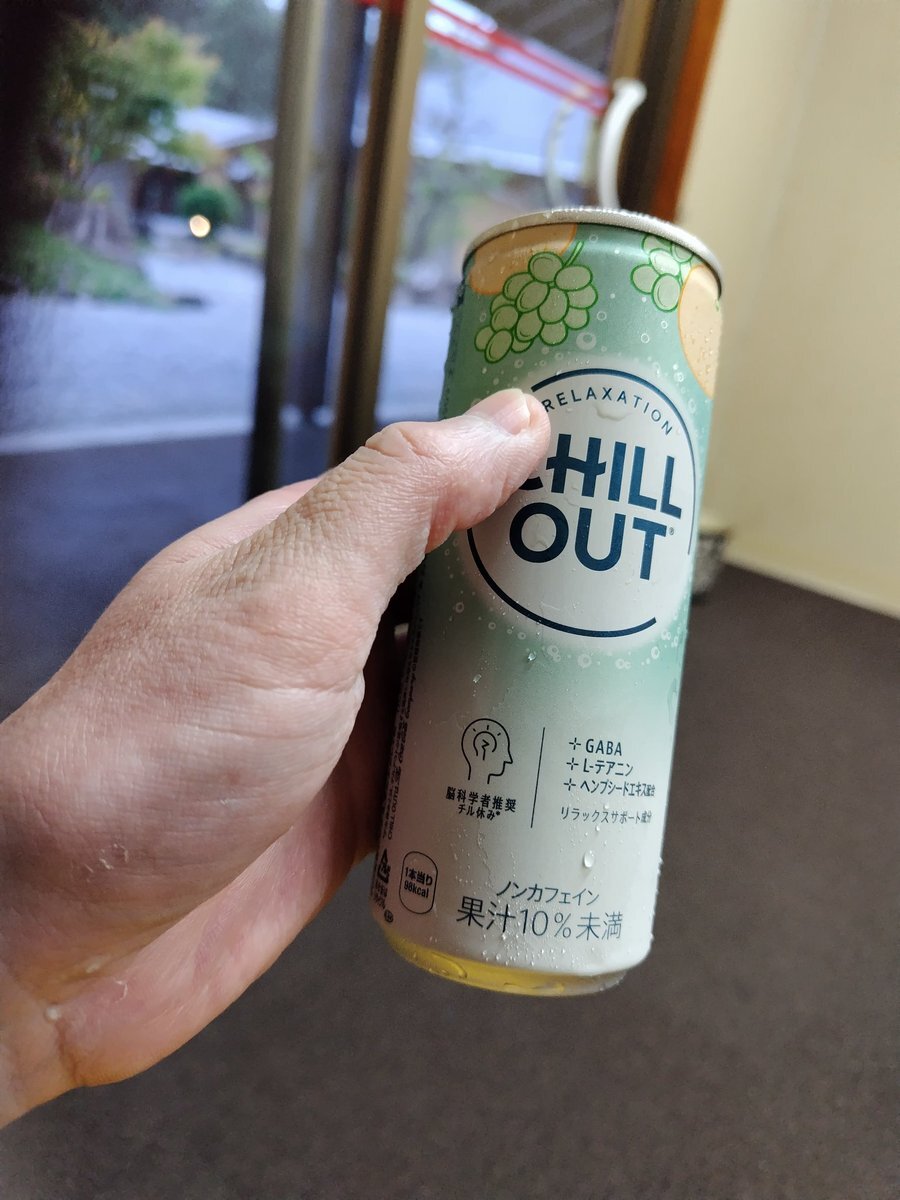 RELAXATION
CHILL
OUT®
脳科学者推奨
チル休み※
GABA
L-テアニン
ヘンプシードエキス配合
リラックスサポート成分
1本当り
98kcal
ノンカフェイン
果汁10%未満